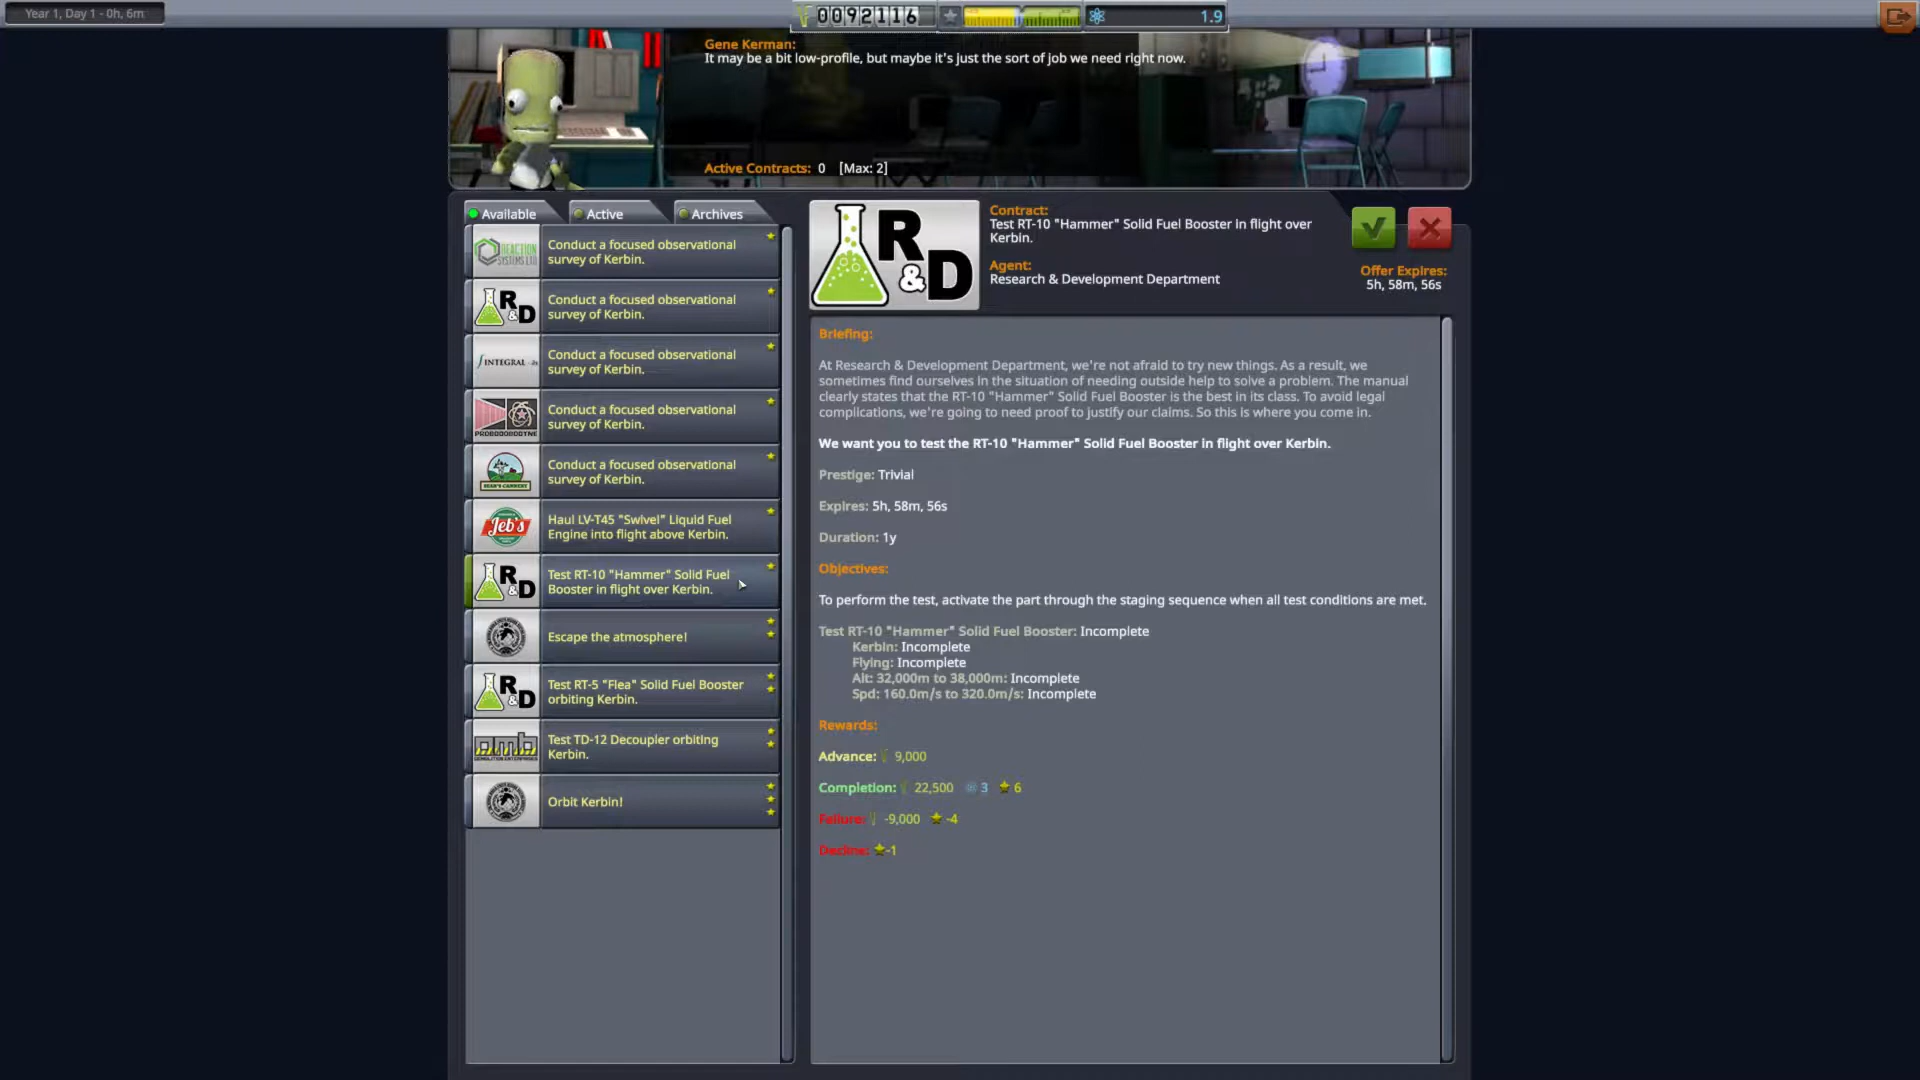 Year 1, Day 1 - 0h, 6m
0092116
1.9
Gene Kerman:
It may be a bit low-profile, but maybe it's just the sort of job we need right now.
Active Contracts: 0 [Max: 2]
Available
Active
Archives
REACTION SYSTEMS LTD
Conduct a focused observational
survey of Kerbin.
R&D
Conduct a focused observational
survey of Kerbin.
INTEGRAL
Conduct a focused observational
survey of Kerbin.
PROBODOBODYNE
Conduct a focused observational
survey of Kerbin.
SEAN'S CANNERY
Conduct a focused observational
survey of Kerbin.
Jeb's
Haul LV-T45 "Swivel" Liquid Fuel
Engine into flight above Kerbin.
R&D
Test RT-10 "Hammer" Solid Fuel
Booster in flight over Kerbin.
Escape the atmosphere!
R&D
Test RT-5 "Flea" Solid Fuel Booster
orbiting Kerbin.
Test TD-12 Decoupler orbiting
Kerbin.
Orbit Kerbin!
R&D
Contract:
Test RT-10 "Hammer" Solid Fuel Booster in flight over
Kerbin.
Agent:
Research & Development Department
Offer Expires:
5h, 58m, 56s
Briefing:
At Research & Development Department, we're not afraid to try new things. As a result, we
sometimes find ourselves in the situation of needing outside help to solve a problem. The manual
clearly states that the RT-10 "Hammer" Solid Fuel Booster is the best in its class. To avoid legal
complications, we're going to need proof to justify our claims. So this is where you come in.
We want you to test the RT-10 "Hammer" Solid Fuel Booster in flight over Kerbin.
Prestige: Trivial
Expires: 5h, 58m, 56s
Duration: 1y
Objectives:
To perform the test, activate the part through the staging sequence when all test conditions are met.
Test RT-10 "Hammer" Solid Fuel Booster: Incomplete
Kerbin: Incomplete
Flying: Incomplete
Alt: 32,000m to 38,000m: Incomplete
Spd: 160.0m/s to 320.0m/s: Incomplete
Rewards:
Advance: 9,000
Completion: 22,500 3 6
Failure: -9,000 -4
Decline: -1